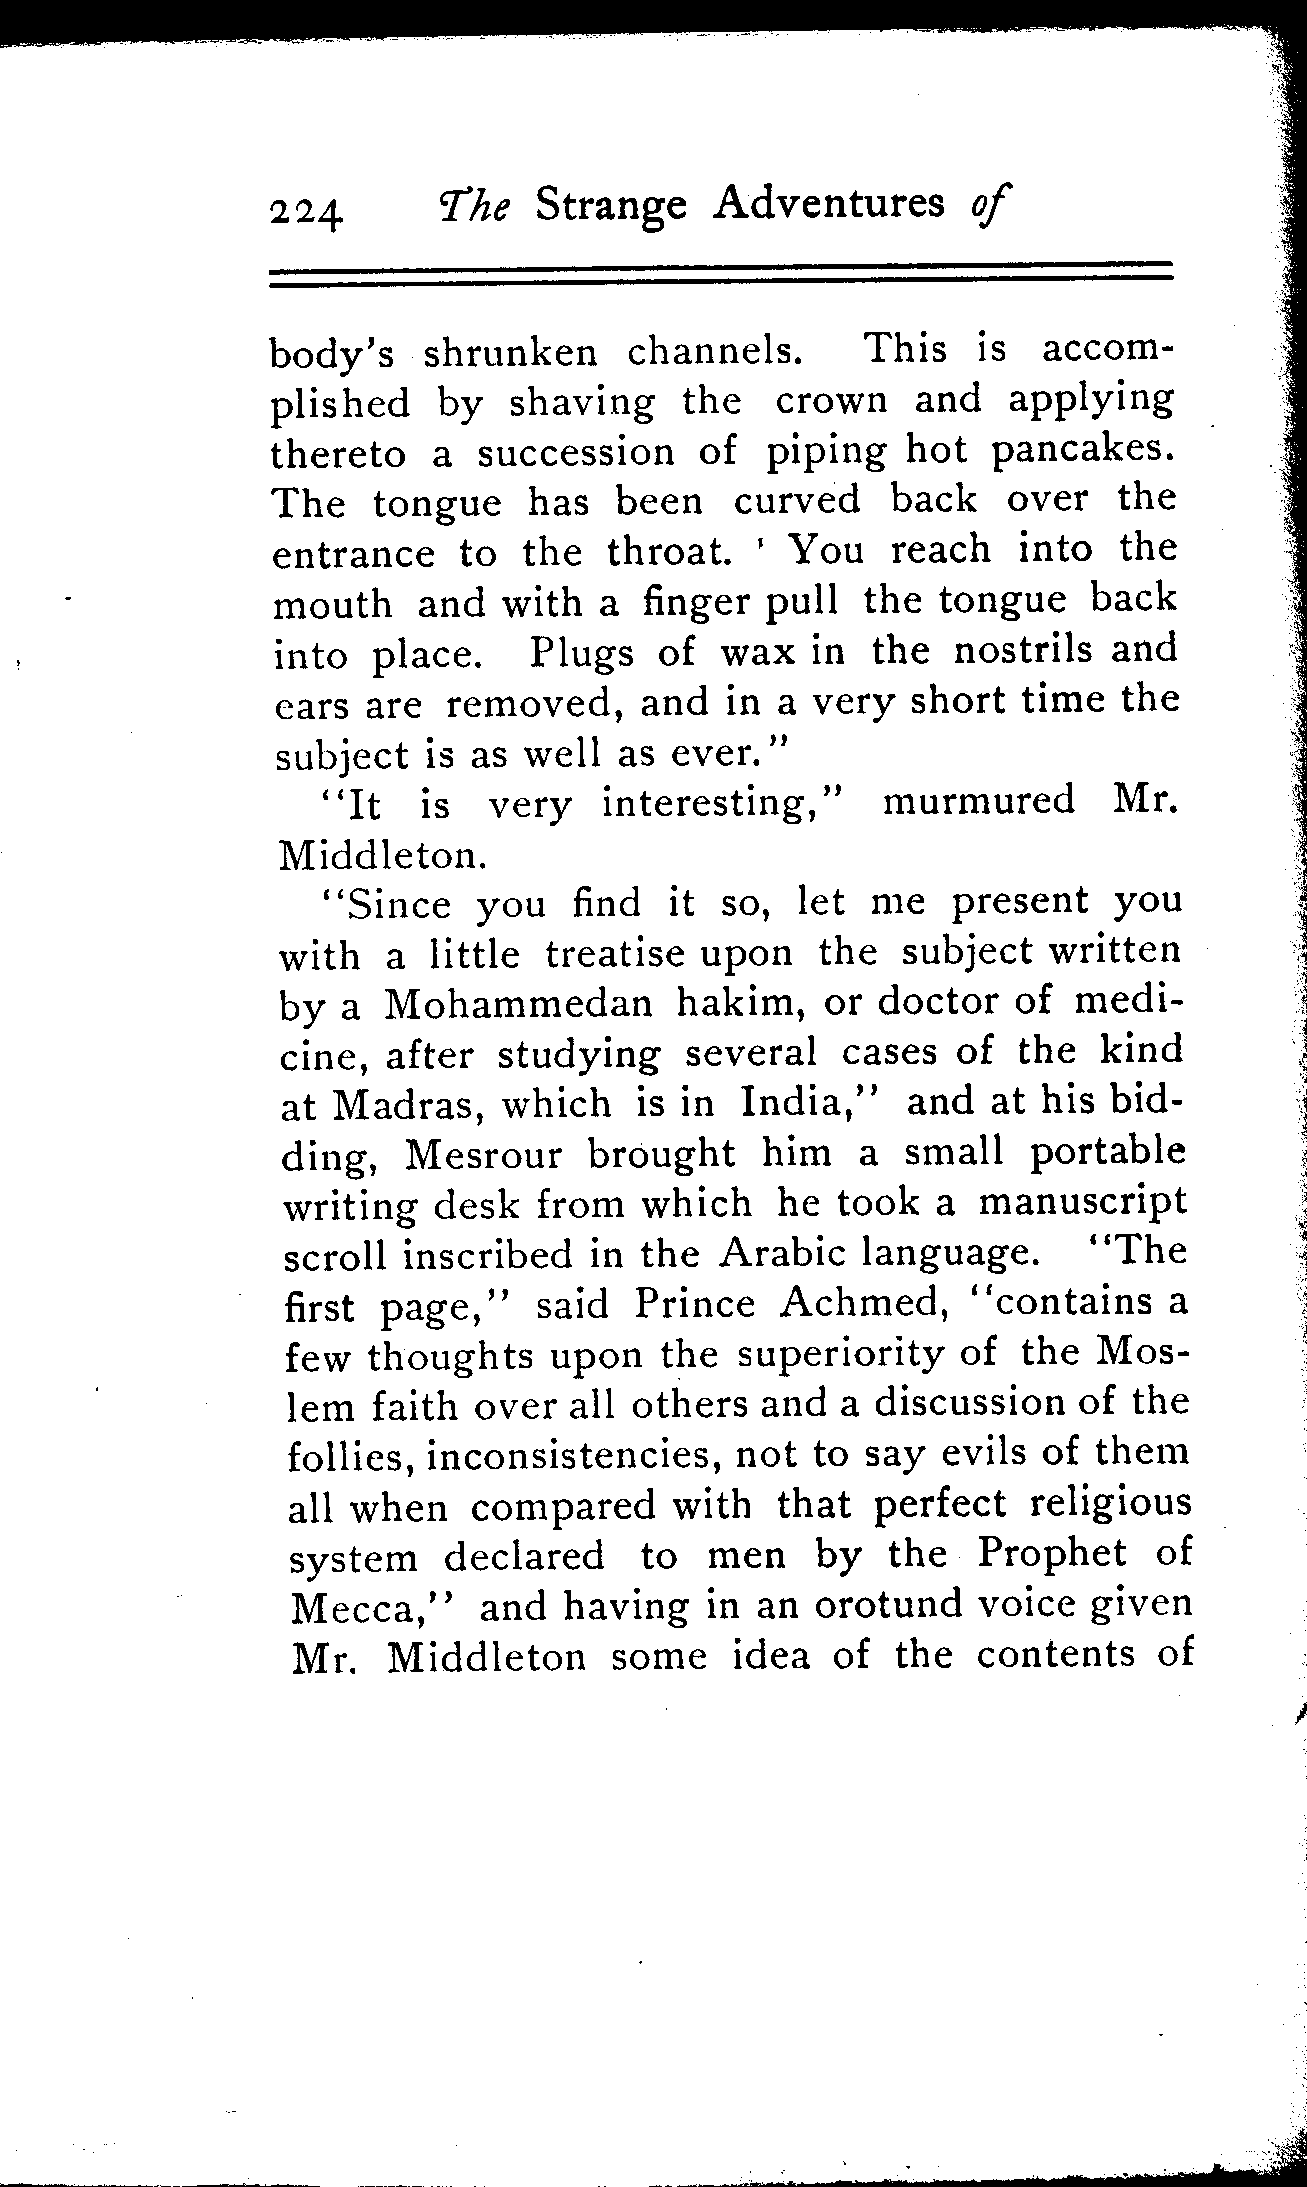 224 The Strange Adventures of
body's shrunken channels. This is accom-
plished by shaving the crown and applying
thereto a succession of piping hot pancakes.
The tongue has been curved back over the
entrance to the throat. ' You reach into the
mouth and with a finger pull the tongue back
into place. Plugs of wax in the nostrils and
ears are removed, and in a very short time the
subject is as well as ever."
"It is very interesting," murmured Mr.
Middleton.
"Since you find it so, let me present you
with a little treatise upon the subject written
by a Mohammedan hakim, or doctor of medi-
cine, after studying several cases of the kind
at Madras, which is in India," and at his bid-
ding, Mesrour brought him a small portable
writing desk from which he took a manuscript
scroll inscribed in the Arabic language. "The
first page," said Prince Achmed, "contains a
few thoughts upon the superiority of the Mos-
lem faith over all others and a discussion of the
follies, inconsistencies, not to say evils of them
all when compared with that perfect religious
system declared to men by the Prophet of
Mecca," and having in an orotund voice given
Mr. Middleton some idea of the contents of